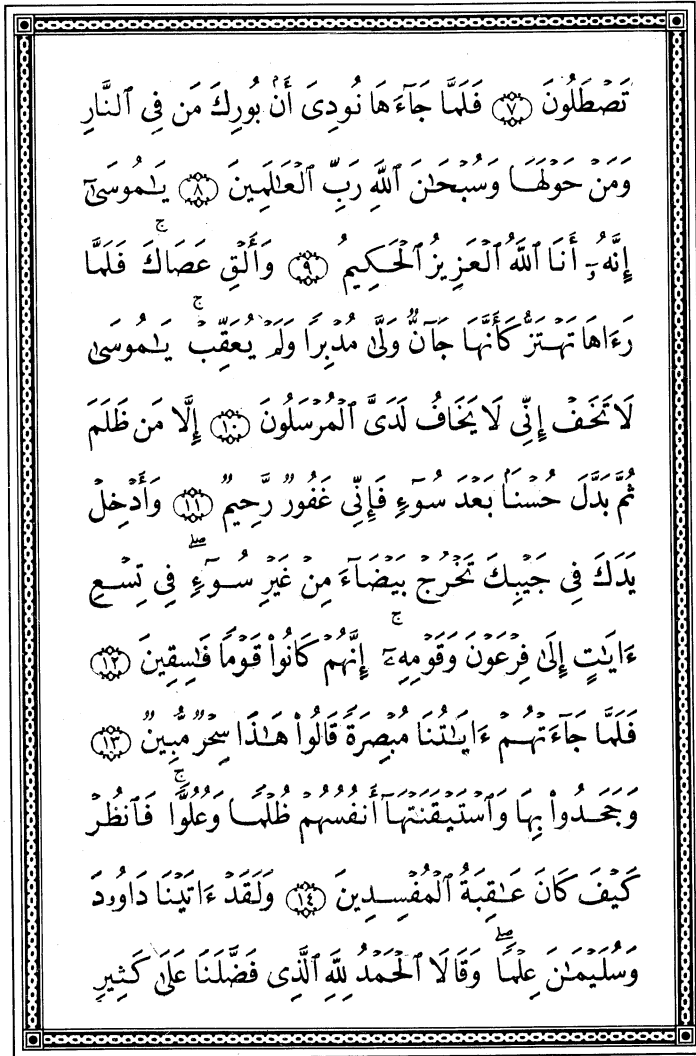 تَصْطَلُونَ ۝٧ فَلَمَّا جَآءَهَا نُودِىَ أَنۢ بُورِكَ مَن فِى ٱلنَّارِ
وَمَنْ حَوْلَهَا وَسُبْحَـٰنَ ٱللَّهِ رَبِّ ٱلْعَـٰلَمِينَ ۝٨ يَـٰمُوسَىٰٓ
إِنَّهُۥٓ أَنَا ٱللَّهُ ٱلْعَزِيزُ ٱلْحَكِيمُ ۝٩ وَأَلْقِ عَصَاكَ ۚ فَلَمَّا
رَءَاهَا تَهْتَزُّ كَأَنَّهَا جَآنٌّ وَلَّىٰ مُدْبِرًا وَلَمْ يُعَقِّبْ ۚ يَـٰمُوسَىٰ
لَا تَخَفْ إِنِّى لَا يَخَافُ لَدَىَّ ٱلْمُرْسَلُونَ ۝١٠ إِلَّا مَن ظَلَمَ
ثُمَّ بَدَّلَ حُسْنًۢا بَعْدَ سُوٓءٍ فَإِنِّى غَفُورٌ رَّحِيمٌ ۝١١ وَأَدْخِلْ
يَدَكَ فِى جَيْبِكَ تَخْرُجْ بَيْضَآءَ مِنْ غَيْرِ سُوٓءٍ ۖ فِى تِسْعِ
ءَايَـٰتٍ إِلَىٰ فِرْعَوْنَ وَقَوْمِهِۦٓ ۚ إِنَّهُمْ كَانُوا۟ قَوْمًا فَـٰسِقِينَ ۝١٢
فَلَمَّا جَآءَتْهُمْ ءَايَـٰتُنَا مُبْصِرَةً قَالُوا۟ هَـٰذَا سِحْرٌ مُّبِينٌ ۝١٣
وَجَحَدُوا۟ بِهَا وَٱسْتَيْقَنَتْهَآ أَنفُسُهُمْ ظُلْمًا وَعُلُوًّا ۚ فَٱنظُرْ
كَيْفَ كَانَ عَـٰقِبَةُ ٱلْمُفْسِدِينَ ۝١٤ وَلَقَدْ ءَاتَيْنَا دَاوُۥدَ
وَسُلَيْمَـٰنَ عِلْمًا ۖ وَقَالَا ٱلْحَمْدُ لِلَّهِ ٱلَّذِى فَضَّلَنَا عَلَىٰ كَثِيرٍ